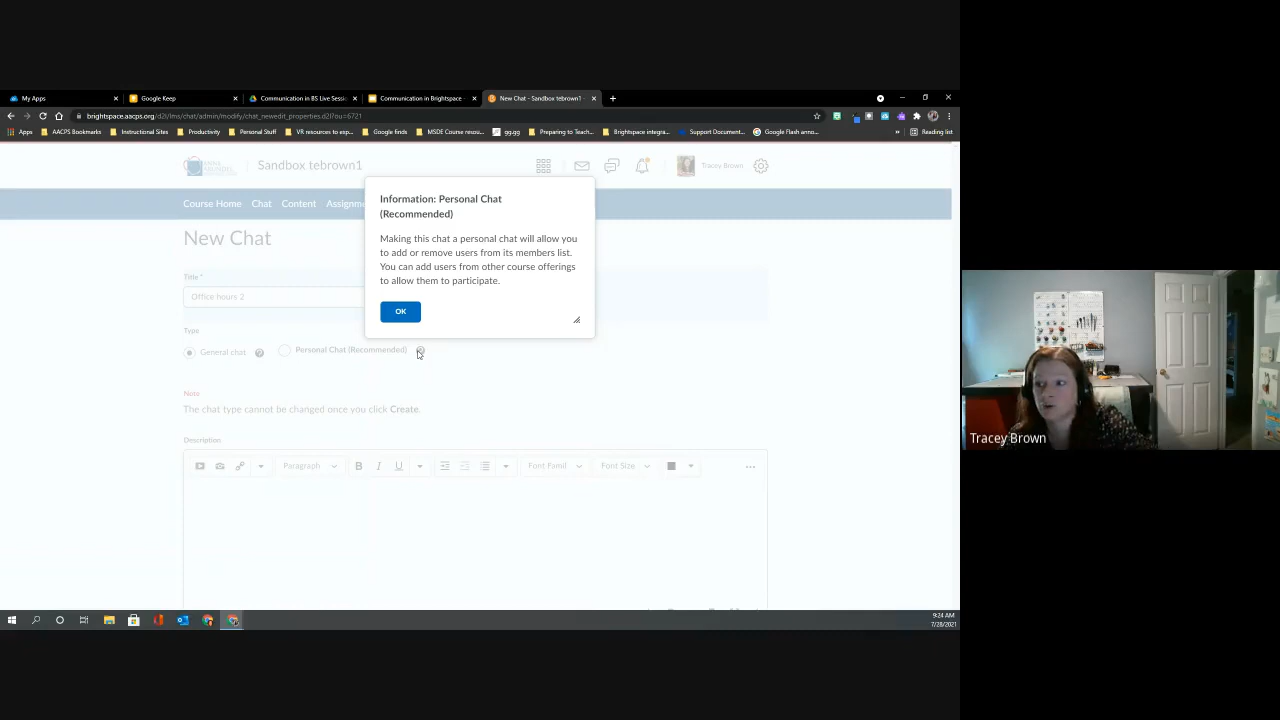 My Apps
Google Keep
Communication in BS Live Sessi
Communication in Brightspace -
New Chat - Sandbox tebrown1 -
brightspace.aacps.org/d2l/lms/chat/admin/modify/chat_newedit_properties.d2l?ou=6721
Apps
AACPS Bookmarks
Instructional Sites
Productivity
Personal Stuff
VR resources to exp...
Google finds
MSDE Course resou...
gg.gg
Preparing to Teach...
Brightspace integra...
Support Document...
Google Flash anno...
»
Reading list
Sandbox tebrown1
Tracey Brown
Course Home
Chat
Content
Assignm
New Chat
Information: Personal Chat
(Recommended)
Making this chat a personal chat will allow you
to add or remove users from its members list.
You can add users from other course offerings
to allow them to participate.
OK
Title *
Office hours 2
Type
General chat
Personal Chat (Recommended)
Note
The chat type cannot be changed once you click Create.
Description
Paragraph
B
I
U
Font Famil
Font Size
...
9:24 AM
7/28/2021
Tracey Brown